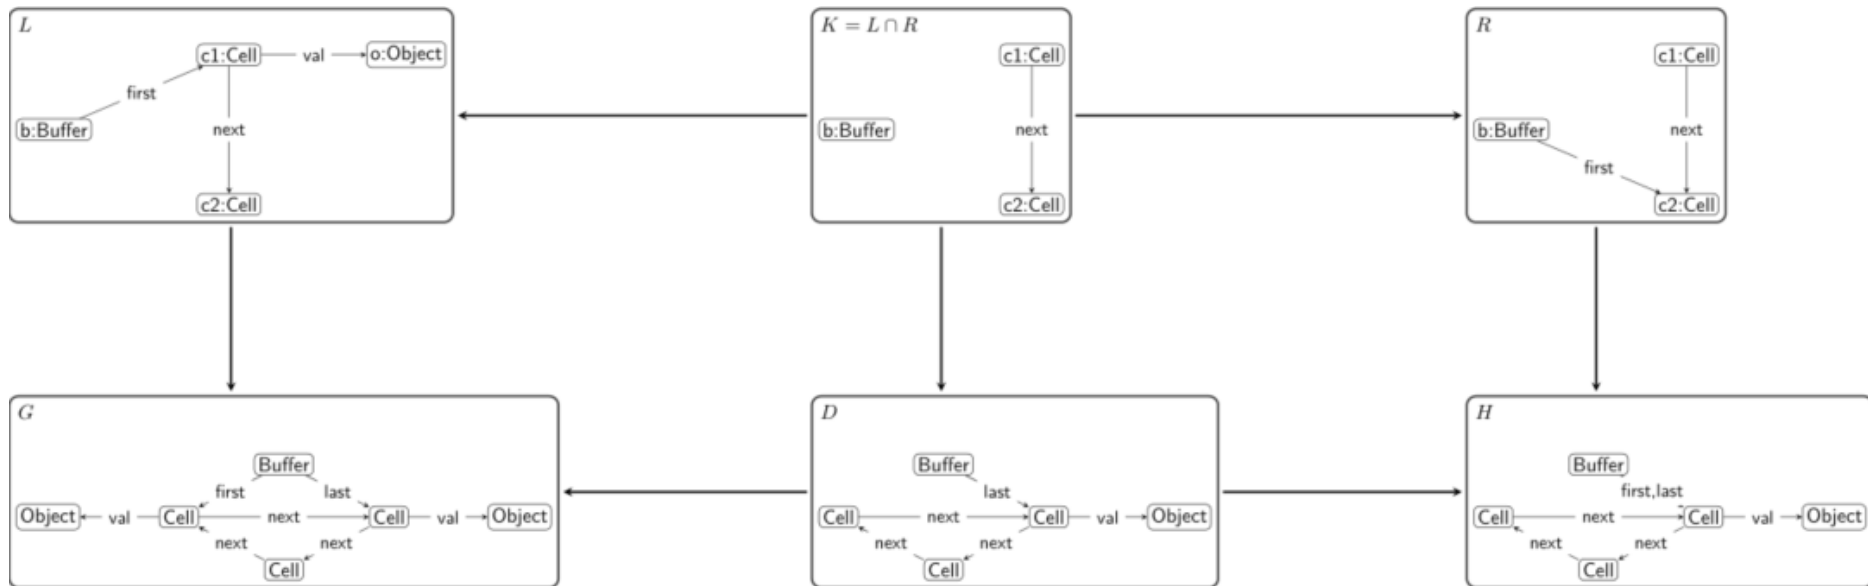 L
c1:Cell
val
o:Object
first
b:Buffer
next
c2:Cell
K = L ∩ R
c1:Cell
b:Buffer
next
c2:Cell
R
c1:Cell
b:Buffer
next
first
c2:Cell
G
Buffer
first
last
Object
val
Cell
next
Cell
val
Object
next
next
Cell
D
Buffer
last
Cell
next
Cell
val
Object
next
next
Cell
H
Buffer
first,last
Cell
next
Cell
val
Object
next
next
Cell